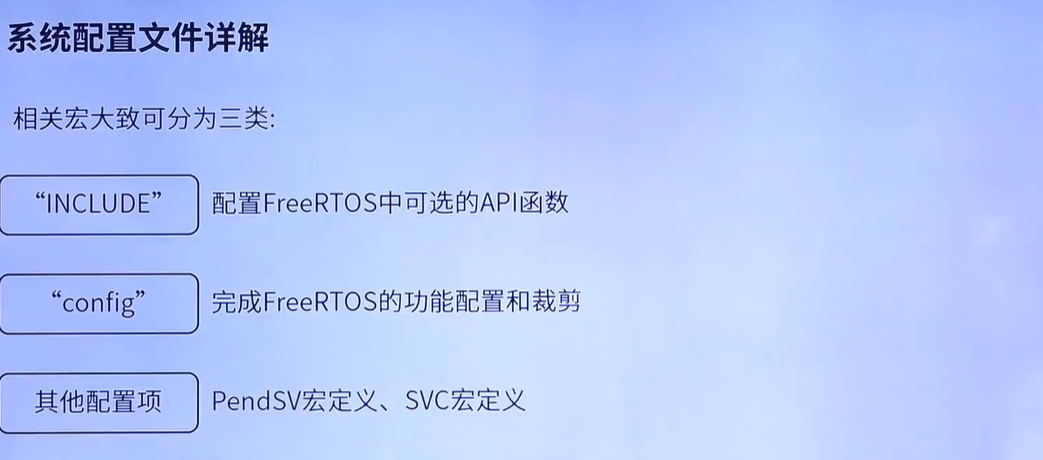 系统配置文件详解
相关宏大致可分为三类:
“INCLUDE” 配置FreeRTOS中可选的API函数
“config” 完成FreeRTOS的功能配置和裁剪
其他配置项 PendSV宏定义、SVC宏定义